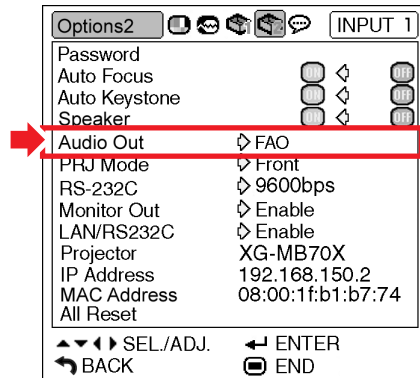 Options2 INPUT 1
Password
Auto Focus ON OFF
Auto Keystone ON OFF
Speaker ON OFF
Audio Out FAO
PRJ Mode Front
RS-232C 9600bps
Monitor Out Enable
LAN/RS232C Enable
Projector XG-MB70X
IP Address 192.168.150.2
MAC Address 08:00:1f:b1:b7:74
All Reset
SEL./ADJ. ENTER
BACK END